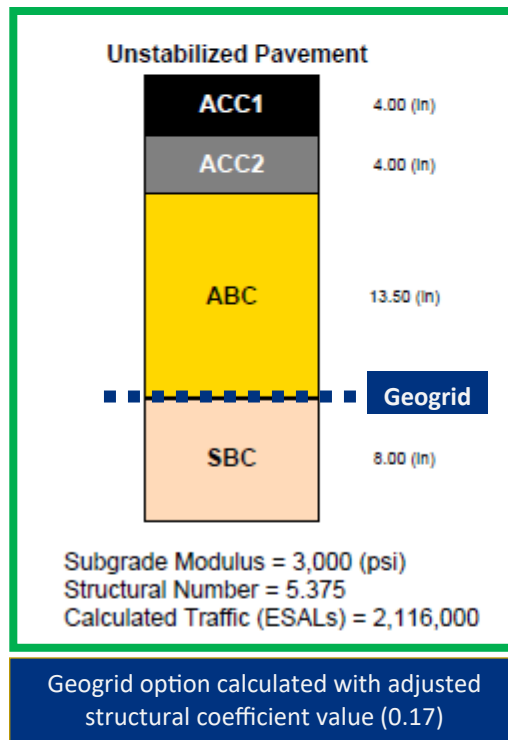 Unstabilized Pavement
ACC1
4.00 (in)
ACC2
4.00 (in)
ABC
13.50 (in)
Geogrid
SBC
8.00 (in)
Subgrade Modulus = 3,000 (psi)
Structural Number = 5.375
Calculated Traffic (ESALs) = 2,116,000
Geogrid option calculated with adjusted
structural coefficient value (0.17)